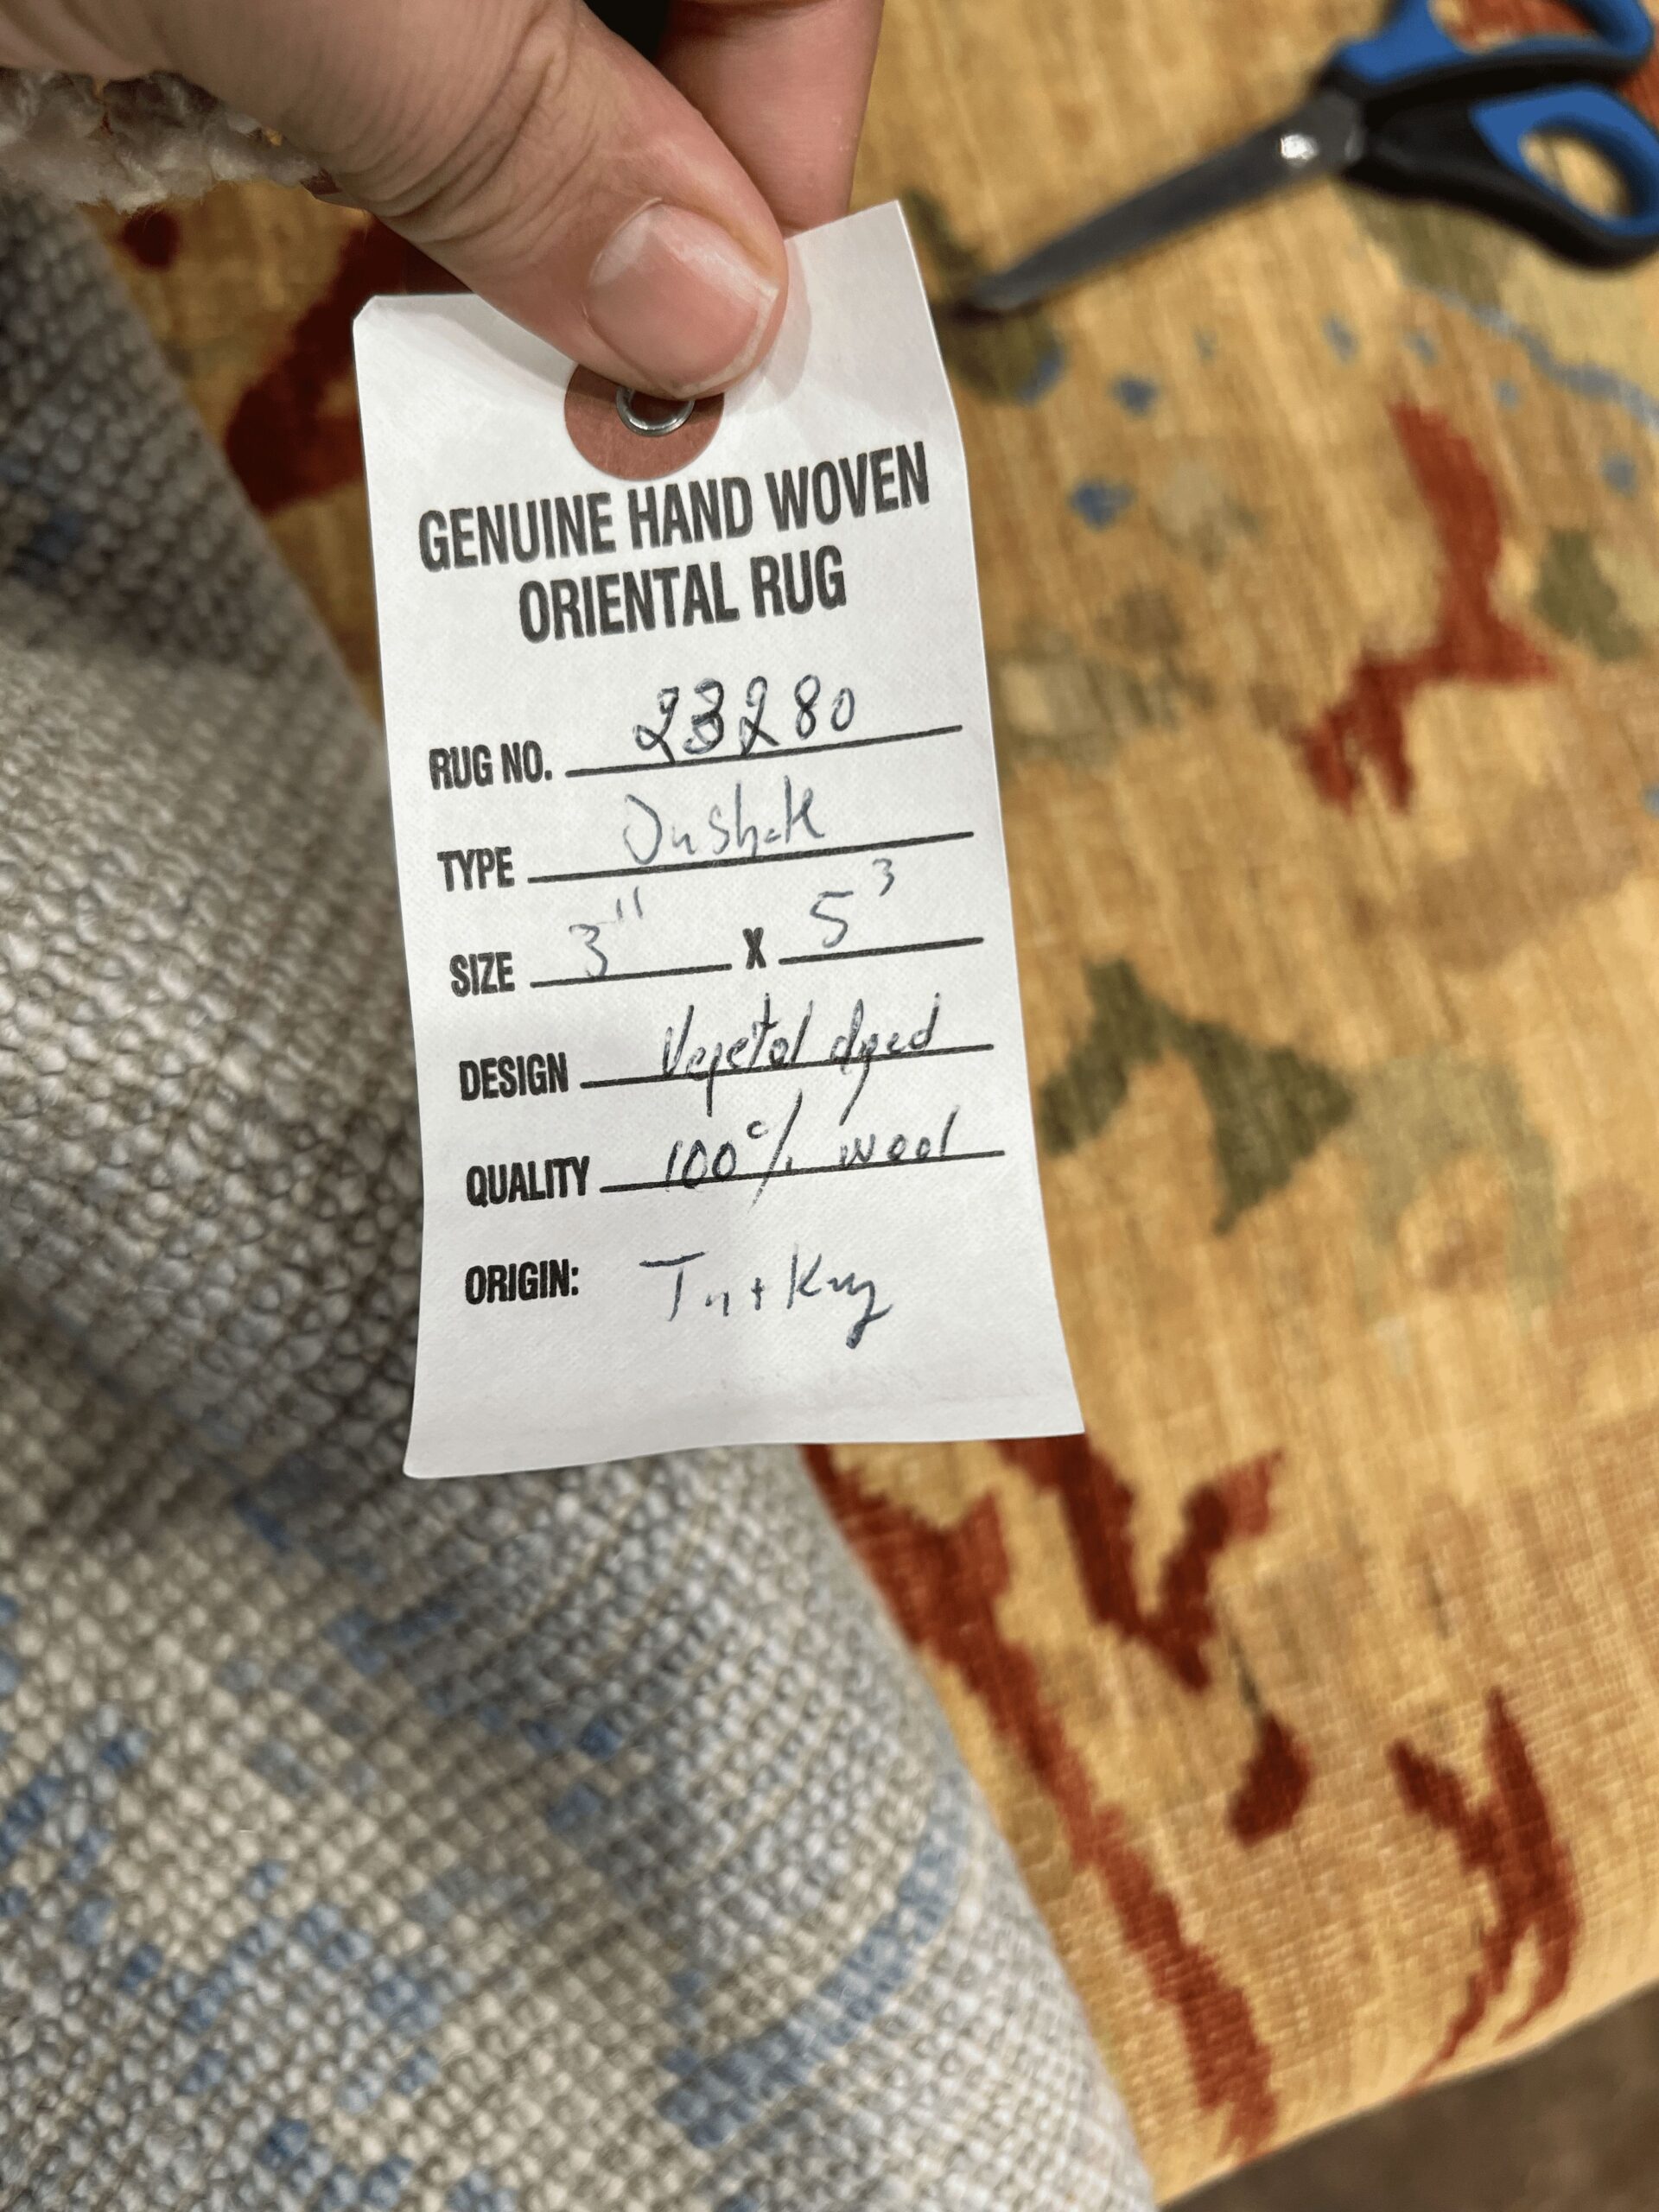 GENUINE HAND WOVEN
ORIENTAL RUG
RUG NO. 23280
TYPE Oushak
SIZE 3" X 5³
DESIGN Vegetal dyed
QUALITY 100% wool
ORIGIN: Turkey